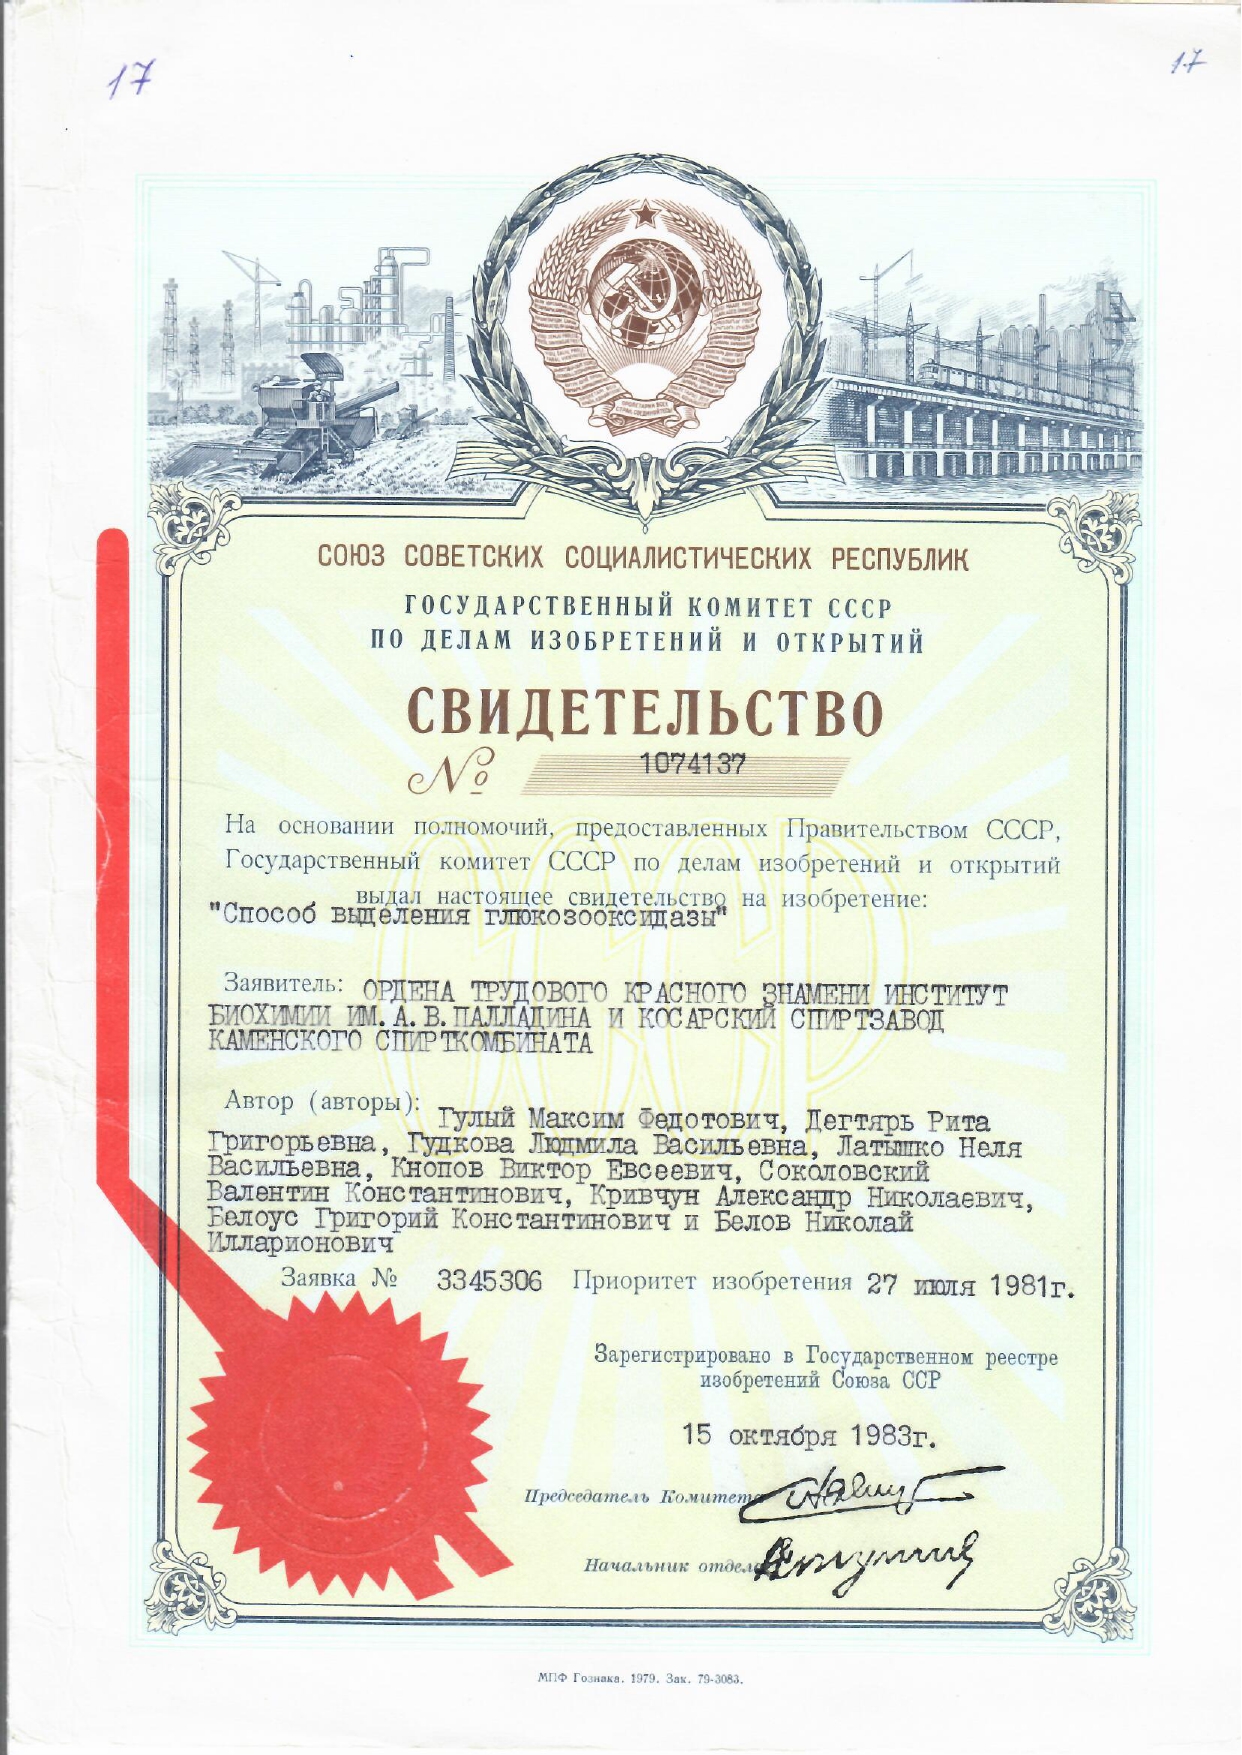 17
17
СОЮЗ СОВЕТСКИХ СОЦИАЛИСТИЧЕСКИХ РЕСПУБЛИК
ГОСУДАРСТВЕННЫЙ КОМИТЕТ СССР
ПО ДЕЛАМ ИЗОБРЕТЕНИЙ И ОТКРЫТИЙ
СВИДЕТЕЛЬСТВО
№ 1074137
На основании полномочий, предоставленных Правительством СССР,
Государственный комитет СССР по делам изобретений и открытий
выдал настоящее свидетельство на изобретение:
"Способ выделения глюкозооксидазы"
Заявитель: ОРДЕНА ТРУДОВОГО КРАСНОГО ЗНАМЕНИ ИНСТИТУТ
БИОХИМИИ ИМ.А.В.ПАЛЛАДИНА И КОСАРСКИЙ СПИРТЗАВОД
КАМЕНСКОГО СПИРТКОМБИНАТА
Автор (авторы): Гулый Максим Федотович, Дегтярь Рита
Григорьевна, Гудкова Людмила Васильевна, Латышко Неля
Васильевна, Кнопов Виктор Евсеевич, Соколовский
Валентин Константинович, Кривчун Александр Николаевич,
Белоус Григорий Константинович и Белов Николай
Илларионович
Заявка № 3345306 Приоритет изобретения 27 июля 1981г.
Зарегистрировано в Государственном реестре
изобретений Союза ССР
15 октября 1983г.
Председатель Комитета
Начальник отдела
МПФ Гознака. 1979. Зак. 79-3083.